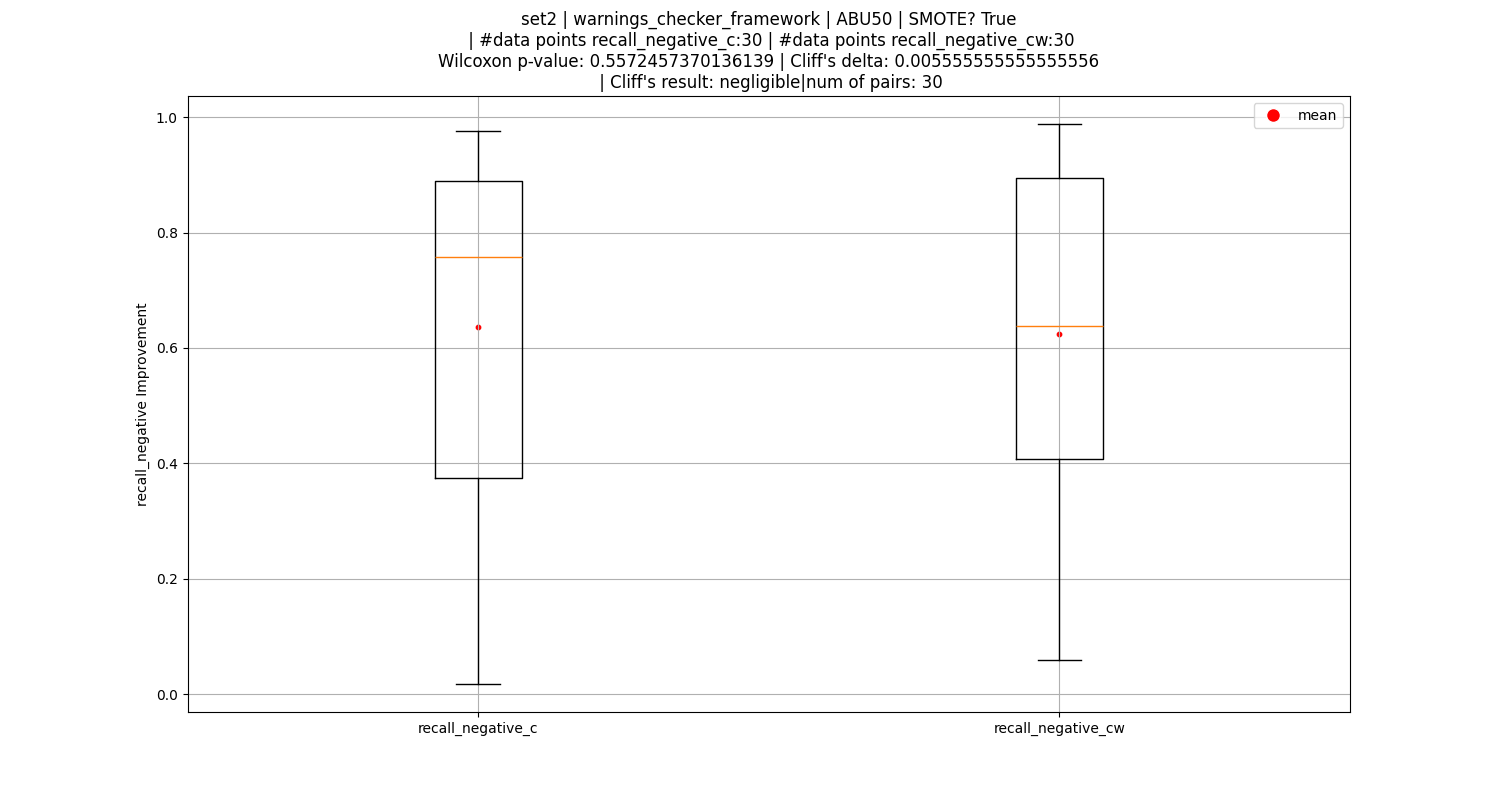 set2 | warnings_checker_framework | ABU50 | SMOTE? True
| #data points recall_negative_c:30 | #data points recall_negative_cw:30
Wilcoxon p-value: 0.5572457370136139 | Cliff's delta: 0.005555555555555556
| Cliff's result: negligible|num of pairs: 30
mean
recall_negative Improvement
1.0
0.8
0.6
0.4
0.2
0.0
recall_negative_c
recall_negative_cw